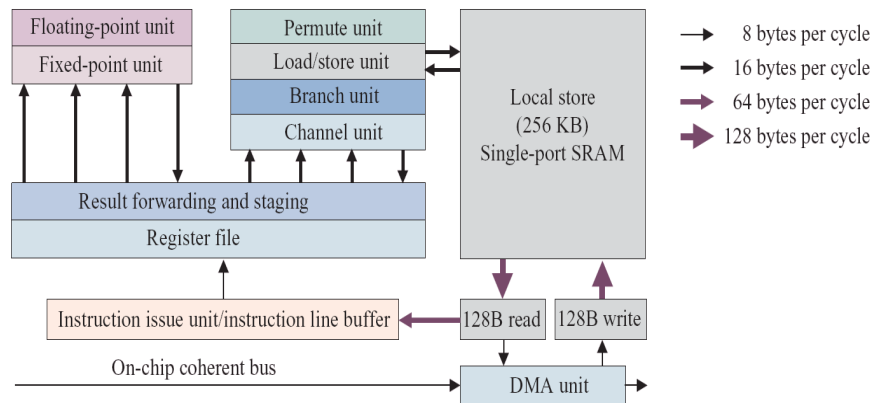 Floating-point unit
Fixed-point unit
Permute unit
Load/store unit
Branch unit
Channel unit
Result forwarding and staging
Register file
Instruction issue unit/instruction line buffer
On-chip coherent bus
Local store
(256 KB)
Single-port SRAM
128B read
128B write
DMA unit
8 bytes per cycle
16 bytes per cycle
64 bytes per cycle
128 bytes per cycle